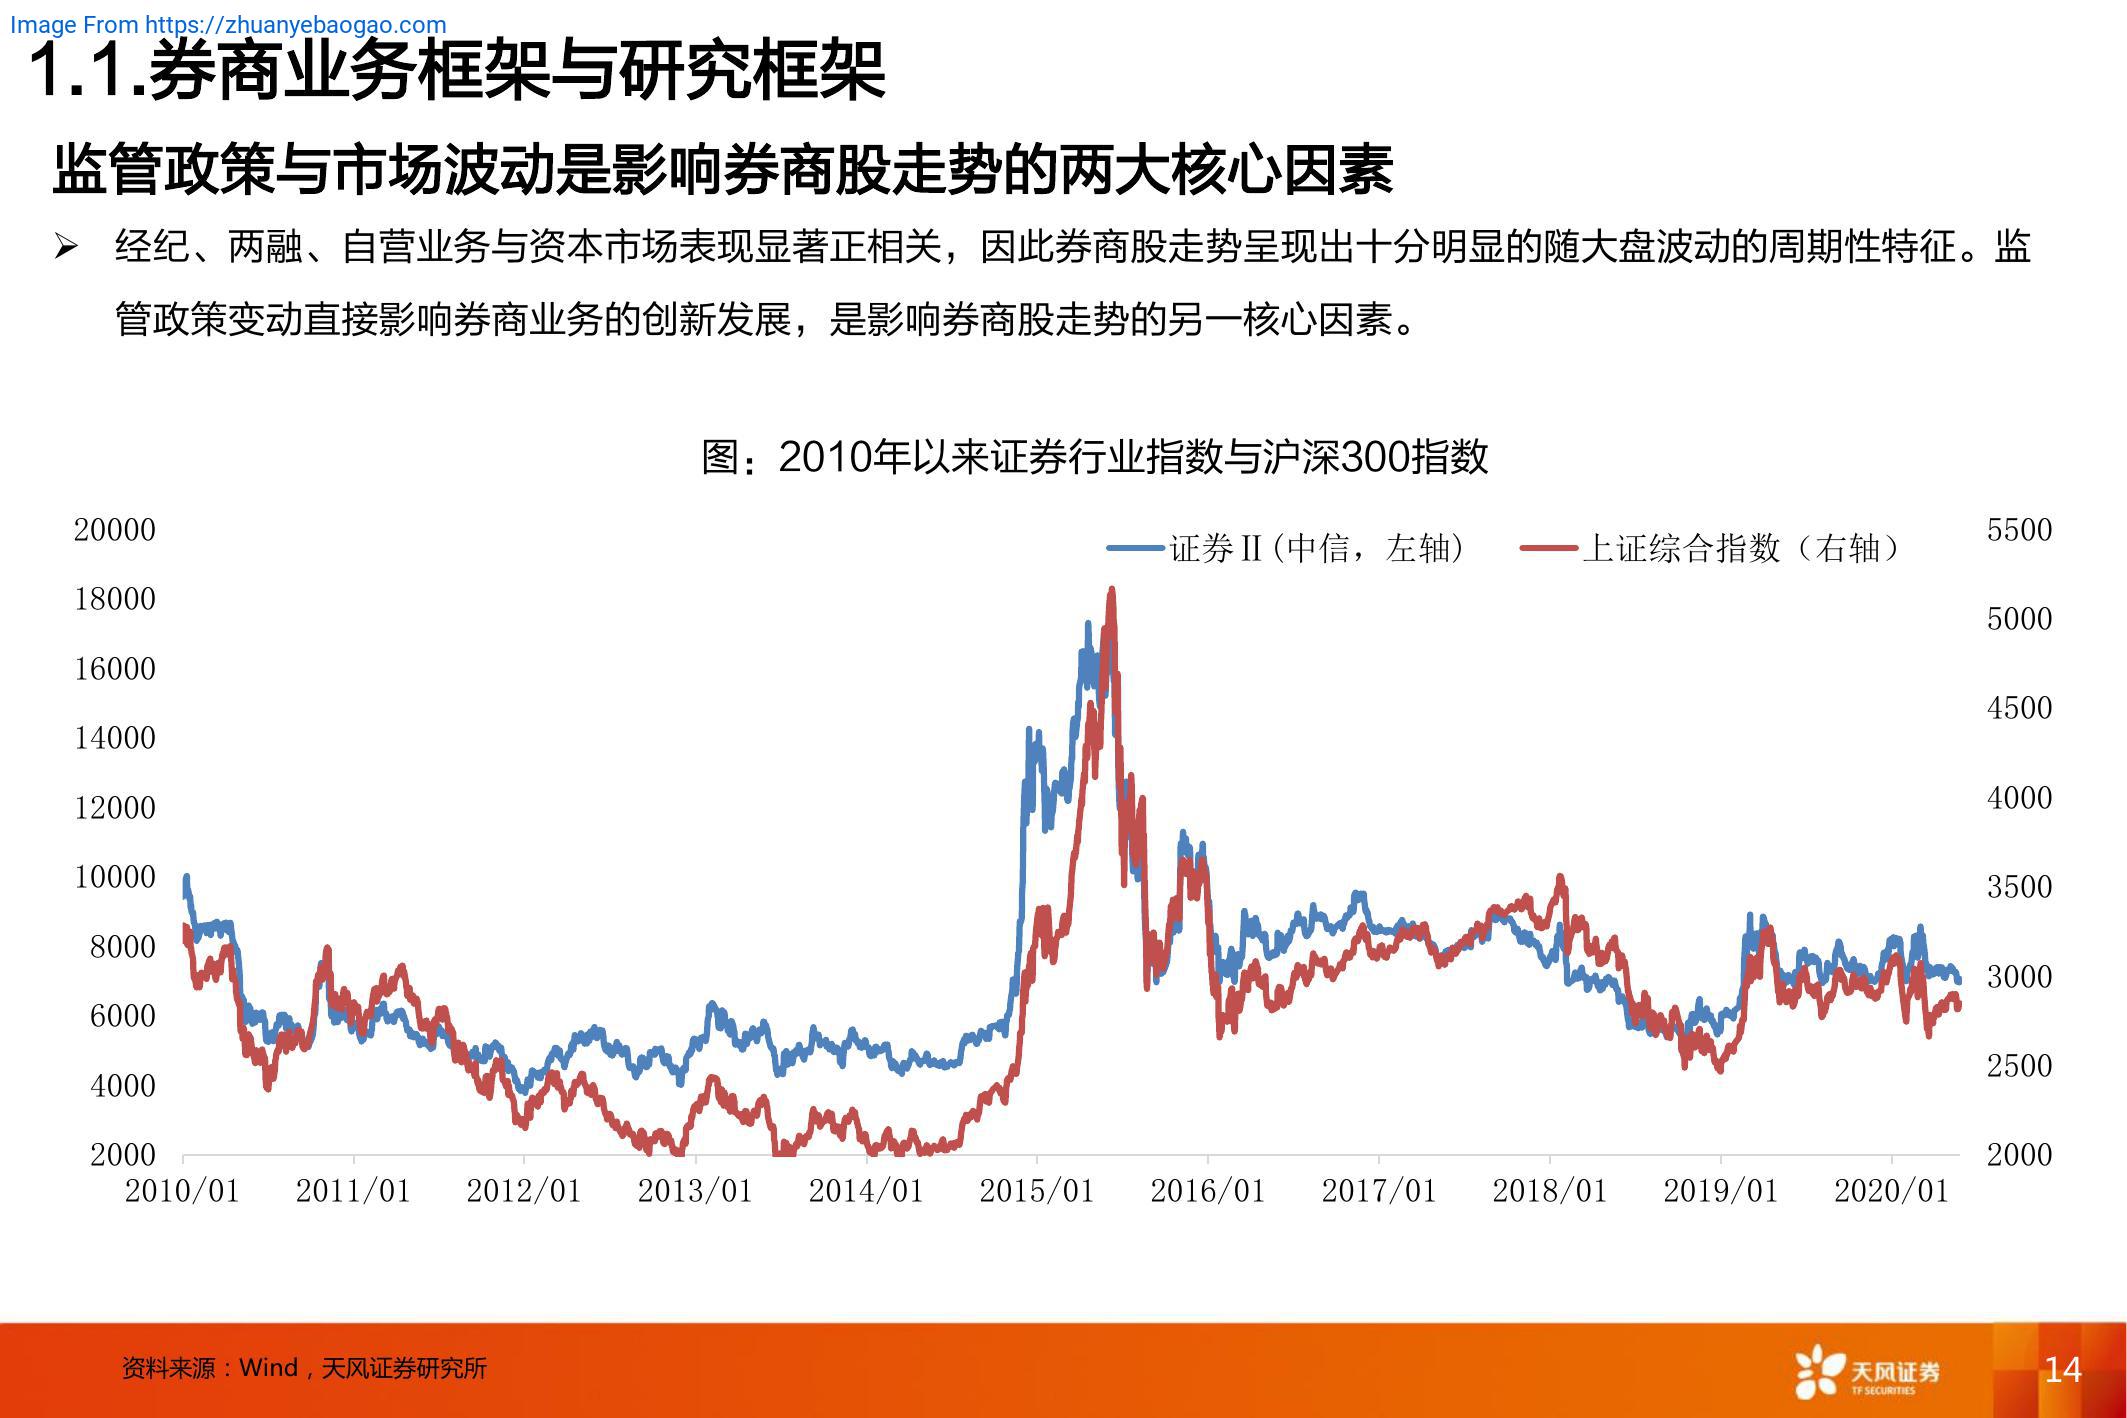 Image From https://zhuanyebaogao.com
1.1.券商业务框架与研究框架
监管政策与市场波动是影响券商股走势的两大核心因素
➢ 经纪、两融、自营业务与资本市场表现显著正相关，因此券商股走势呈现出十分明显的随大盘波动的周期性特征。监
管政策变动直接影响券商业务的创新发展，是影响券商股走势的另一核心因素。
图：2010年以来证券行业指数与沪深300指数
证券Ⅱ(中信，左轴) 上证综合指数（右轴）
20000
18000
16000
14000
12000
10000
8000
6000
4000
2000
5500
5000
4500
4000
3500
3000
2500
2000
2010/01 2011/01 2012/01 2013/01 2014/01 2015/01 2016/01 2017/01 2018/01 2019/01 2020/01
资料来源：Wind，天风证券研究所
天风证券
TF SECURITIES
14